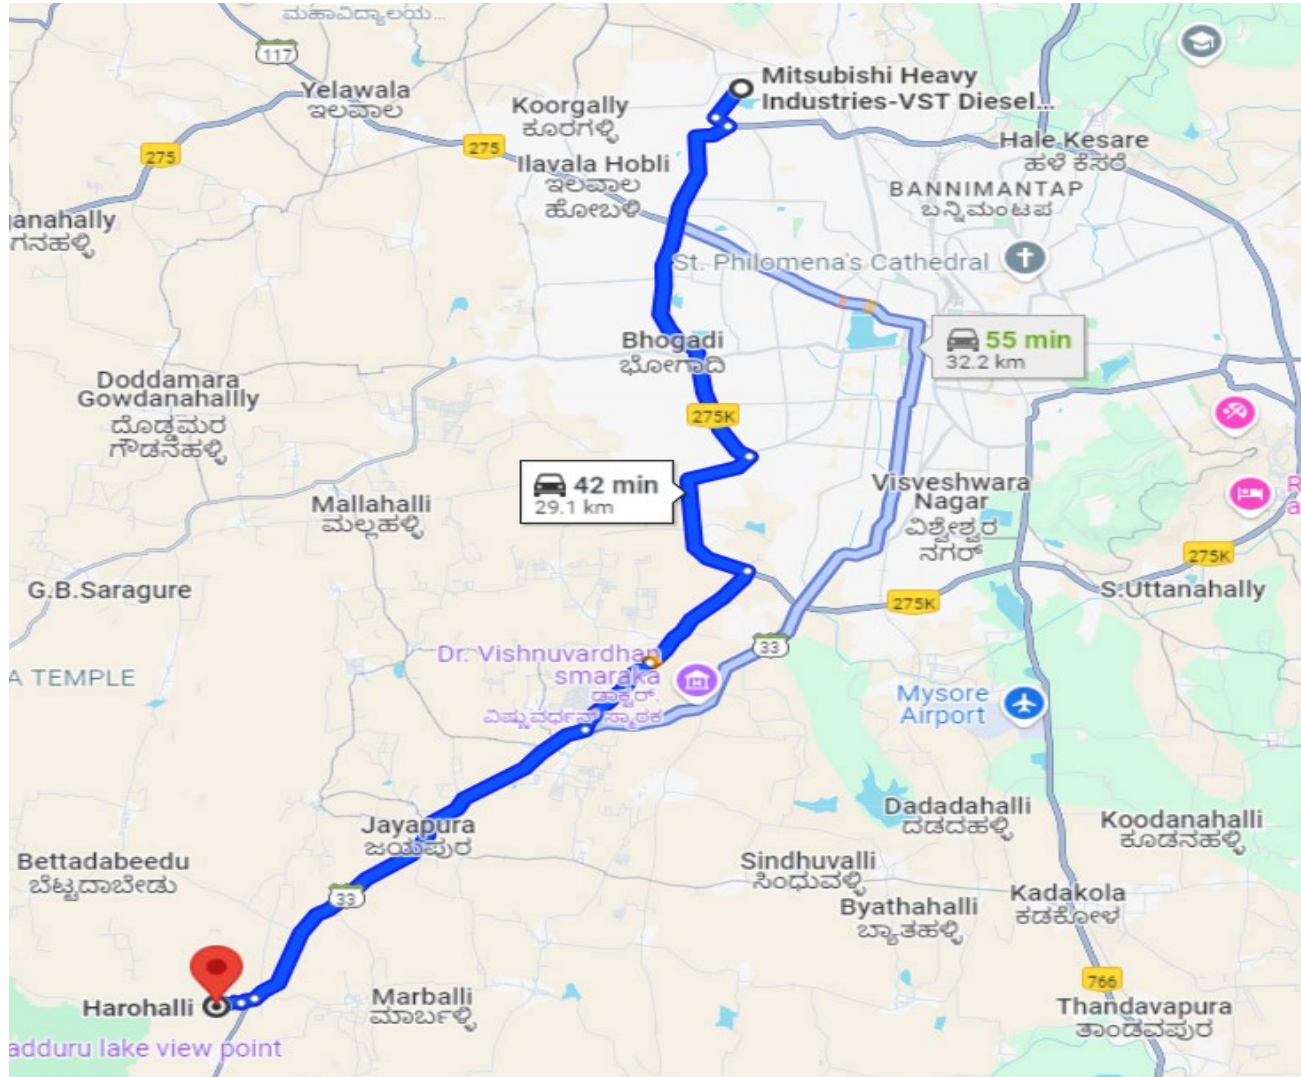 ಮಹಾವಿದ್ಯಾಲಯ...
117
Yelawala
ಇಲವಾಲ
Koorgally
ಕೂರಗಳ್ಳಿ
Mitsubishi Heavy
Industries-VST Diesel...
275
275
Ilavala Hobli
ಇಲವಾಲ
ಹೋಬಳಿ
Hale Kesare
ಹಳೆ ಕೆಸರೆ
BANNIMANTAP
ಬನ್ನಿಮಂಟಪ
anahally
ಗನಹಳ್ಳಿ
St. Philomena's Cathedral
Bhogadi
ಭೋಗಾದಿ
55 min
32.2 km
Doddamara
Gowdanahallly
ದೊಡ್ಡಮರ
ಗೌಡನಹಳ್ಳಿ
275K
42 min
29.1 km
Mallahalli
ಮಲ್ಲಹಳ್ಳಿ
Visveshwara
Nagar
ವಿಶ್ವೇಶ್ವರ
ನಗರ್
R
a
275K
G.B.Saragure
275K
S.Uttanahally
33
Dr. Vishnuvardhan
smaraka
ಡಾಕ್ಟರ್.
ವಿಷ್ಣುವರ್ಧನ್ ಸ್ಮಾರಕ
A TEMPLE
Mysore
Airport
Jayapura
ಜಯಪುರ
Dadadahalli
ದಡದಹಳ್ಳಿ
Koodanahalli
ಕೂಡನಹಳ್ಳಿ
Bettadabeedu
ಬೆಟ್ಟದಾಬೇಡು
33
Sindhuvalli
ಸಿಂಧುವಳ್ಳಿ
Byathahalli
ಬ್ಯಾತಹಳ್ಳಿ
Kadakola
ಕಡಕೋಳ
Harohalli
Marballi
ಮಾರ್ಬಳ್ಳಿ
766
Thandavapura
ತಾಂಡವಪುರ
adduru lake view point